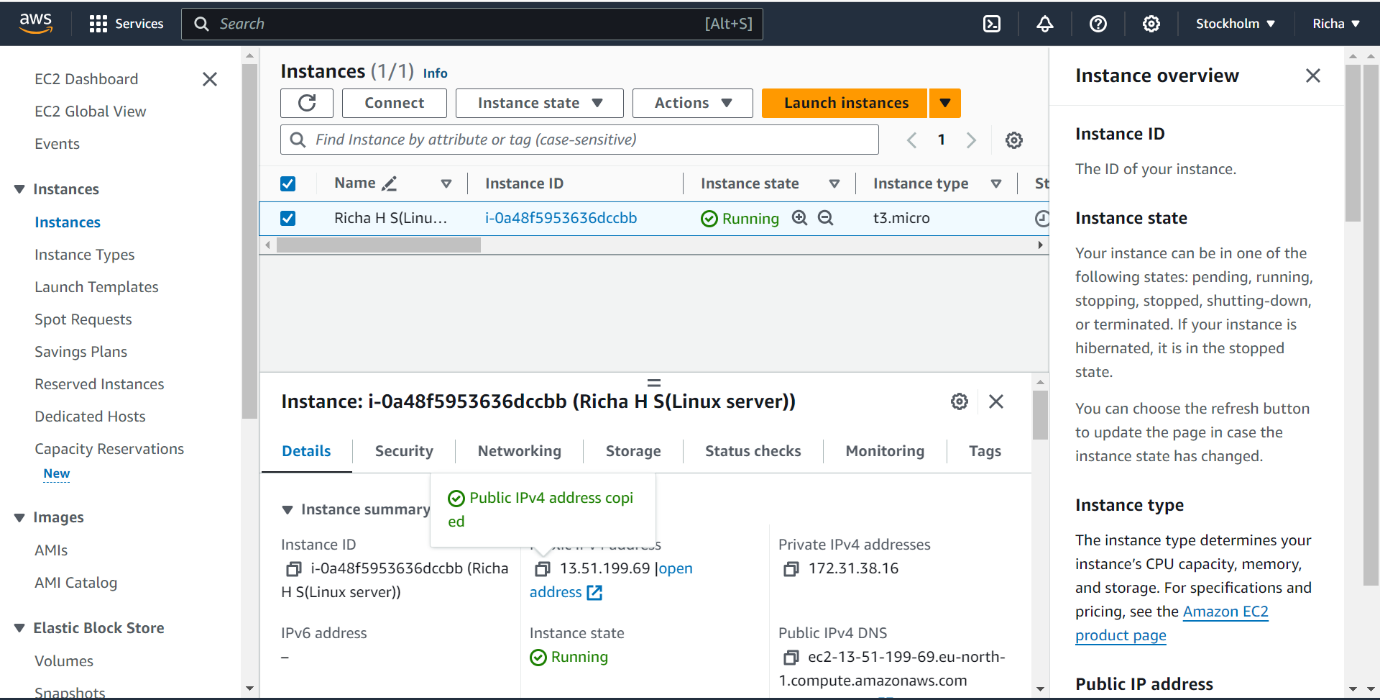 aws
Services
Search
[Alt+S]
Stockholm ▼
Richa ▼
EC2 Dashboard
EC2 Global View
Events
Instances
Instances
Instance Types
Launch Templates
Spot Requests
Savings Plans
Reserved Instances
Dedicated Hosts
Capacity Reservations
New
Images
AMIs
AMI Catalog
Elastic Block Store
Volumes
Snapshots
Instances (1/1) Info
Connect
Instance state
Actions
Launch instances
Find Instance by attribute or tag (case-sensitive)
1
Name
Instance ID
Instance state
Instance type
St
Richa H S(Linu...
i-0a48f5953636dccbb
Running
t3.micro
Instance: i-0a48f5953636dccbb (Richa H S(Linux server))
Details
Security
Networking
Storage
Status checks
Monitoring
Tags
Public IPv4 address copi
ed
Instance summary
Instance ID
i-0a48f5953636dccbb (Richa
H S(Linux server))
IPv6 address
–
Public IPv4 address
13.51.199.69 |open
address
Instance state
Running
Private IPv4 addresses
172.31.38.16
Public IPv4 DNS
ec2-13-51-199-69.eu-north-
1.compute.amazonaws.com
Instance overview
Instance ID
The ID of your instance.
Instance state
Your instance can be in one of the
following states: pending, running,
stopping, stopped, shutting-down,
or terminated. If your instance is
hibernated, it is in the stopped
state.
You can choose the refresh button
to update the page in case the
instance state has changed.
Instance type
The instance type determines your
instance's CPU capacity, memory,
and storage. For specifications and
pricing, see the Amazon EC2
product page
Public IP address